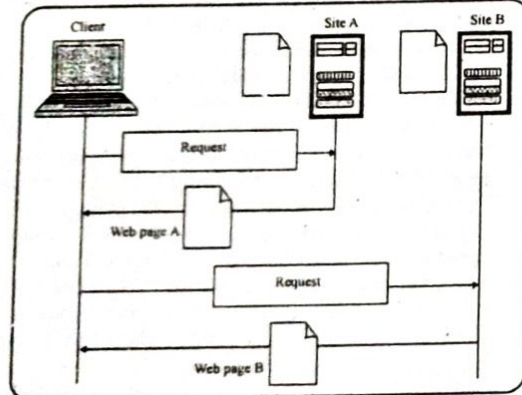 Client
Site A
Site B
Request
Web page A
Request
Web page B